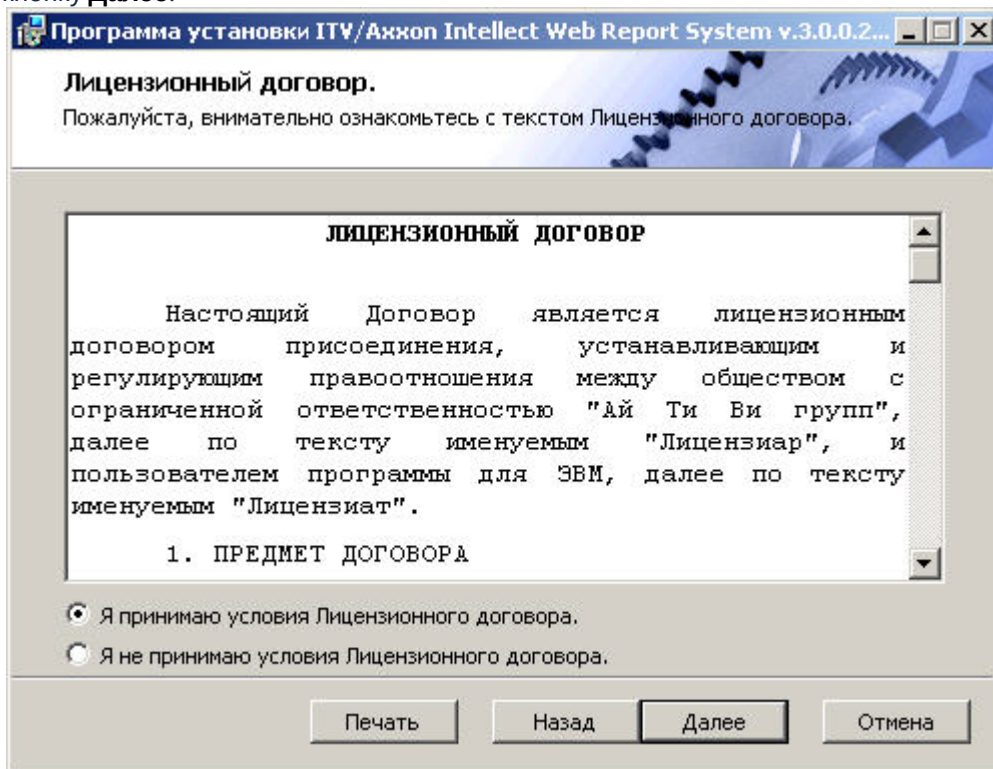 кнопку Далее.
Программа установки ITV/Axxon Intellect Web Report System v.3.0.0.2...
Лицензионный договор.
Пожалуйста, внимательно ознакомьтесь с текстом Лицензионного договора.
ЛИЦЕНЗИОННЫЙ ДОГОВОР
Настоящий Договор является лицензионным
договором присоединения, устанавливающим и
регулирующим правоотношения между обществом с
ограниченной ответственностью "Ай Ти Ви групп",
далее по тексту именуемым "Лицензиар", и
пользователем программы для ЭВМ, далее по тексту
именуемым "Лицензиат".
1. ПРЕДМЕТ ДОГОВОРА
Я принимаю условия Лицензионного договора.
Я не принимаю условия Лицензионного договора.
Печать Назад Далее Отмена